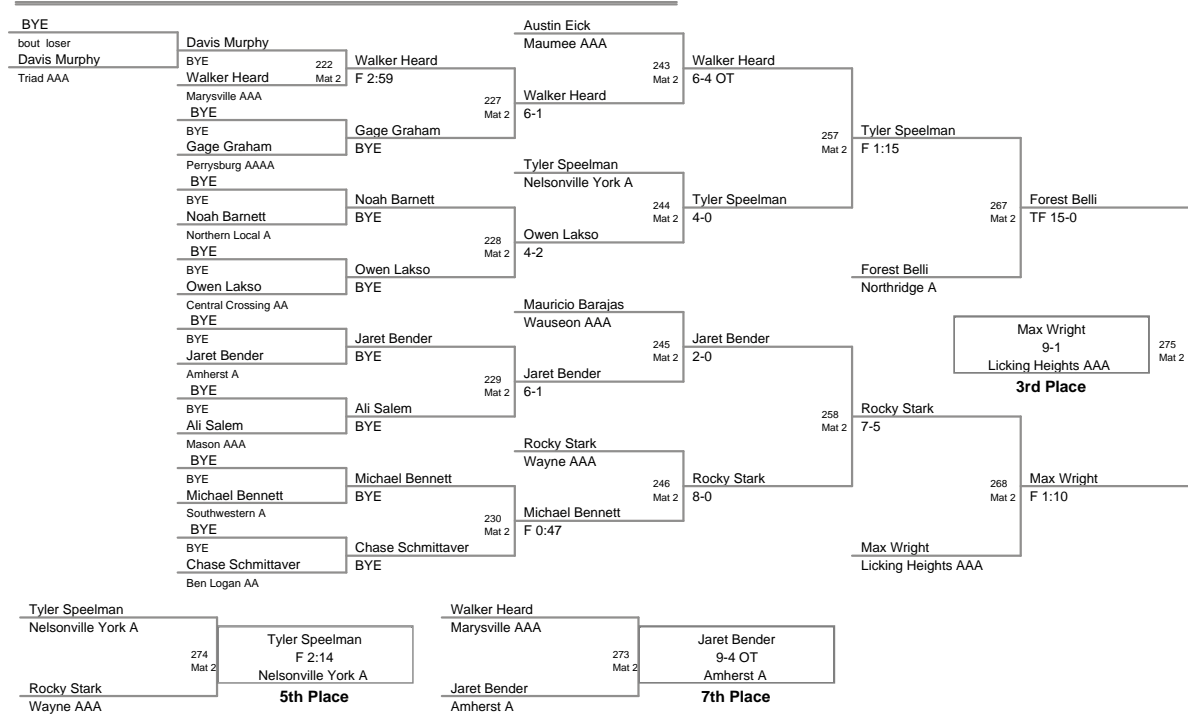 BYE
bout loser
Davis Murphy
Triad AAA
Davis Murphy
BYE
Walker Heard
Marysville AAA
BYE
BYE
Gage Graham
Perrysburg AAAA
BYE
BYE
Noah Barnett
Northern Local A
BYE
BYE
Owen Lakso
Central Crossing AA
BYE
BYE
Jaret Bender
Amherst A
BYE
BYE
Ali Salem
Mason AAA
BYE
BYE
Michael Bennett
Southwestern A
BYE
BYE
Chase Schmittaver
Ben Logan AA
222
Mat 2
Walker Heard
F 2:59
Gage Graham
BYE
Noah Barnett
BYE
Owen Lakso
BYE
Jaret Bender
BYE
Ali Salem
BYE
Michael Bennett
BYE
Chase Schmittaver
BYE
227
Mat 2
228
Mat 2
229
Mat 2
230
Mat 2
Austin Eick
Maumee AAA
Walker Heard
6-1
Tyler Speelman
Nelsonville York A
Owen Lakso
4-2
Mauricio Barajas
Wauseon AAA
Jaret Bender
6-1
Rocky Stark
Wayne AAA
Michael Bennett
F 0:47
243
Mat 2
244
Mat 2
245
Mat 2
246
Mat 2
Walker Heard
6-4 OT
Tyler Speelman
4-0
Jaret Bender
2-0
Rocky Stark
8-0
257
Mat 2
258
Mat 2
Tyler Speelman
F 1:15
Forest Belli
Northridge A
Rocky Stark
7-5
Max Wright
Licking Heights AAA
267
Mat 2
268
Mat 2
Forest Belli
TF 15-0
Max Wright
F 1:10
Max Wright
9-1
Licking Heights AAA
3rd Place
275
Mat 2
Tyler Speelman
Nelsonville York A
274
Mat 2
Rocky Stark
Wayne AAA
Tyler Speelman
F 2:14
Nelsonville York A
5th Place
Walker Heard
Marysville AAA
273
Mat 2
Jaret Bender
Amherst A
Jaret Bender
9-4 OT
Amherst A
7th Place